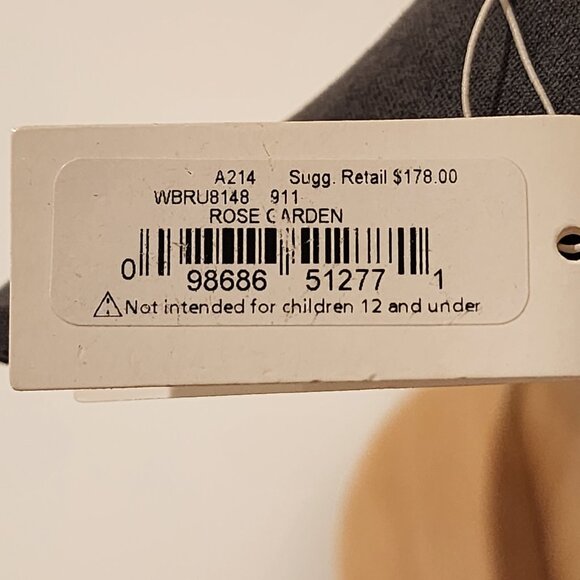 A214 Sugg. Retail $178.00
WBRU8148 911
ROSE GARDEN
0 98686 51277 1
Not intended for children 12 and under